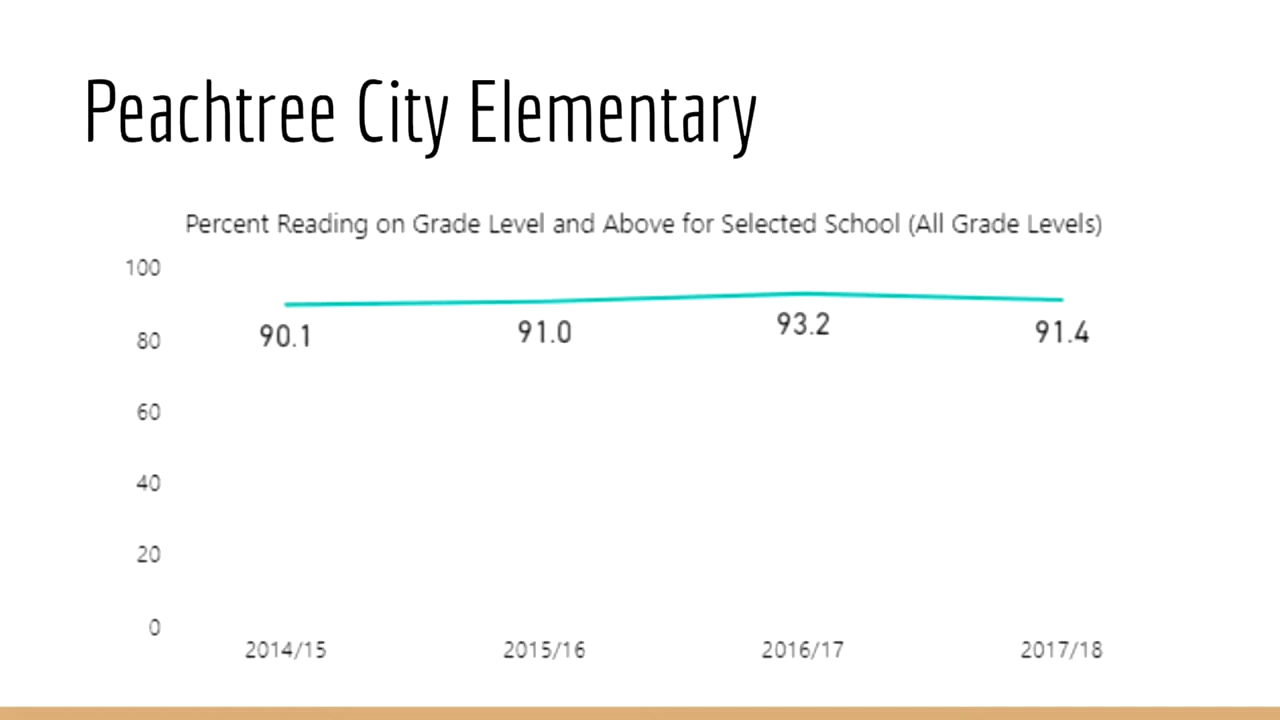 Peachtree City Elementary
Percent Reading on Grade Level and Above for Selected School (All Grade Levels)
100
80
60
40
20
0
90.1 91.0 93.2 91.4
2014/15 2015/16 2016/17 2017/18